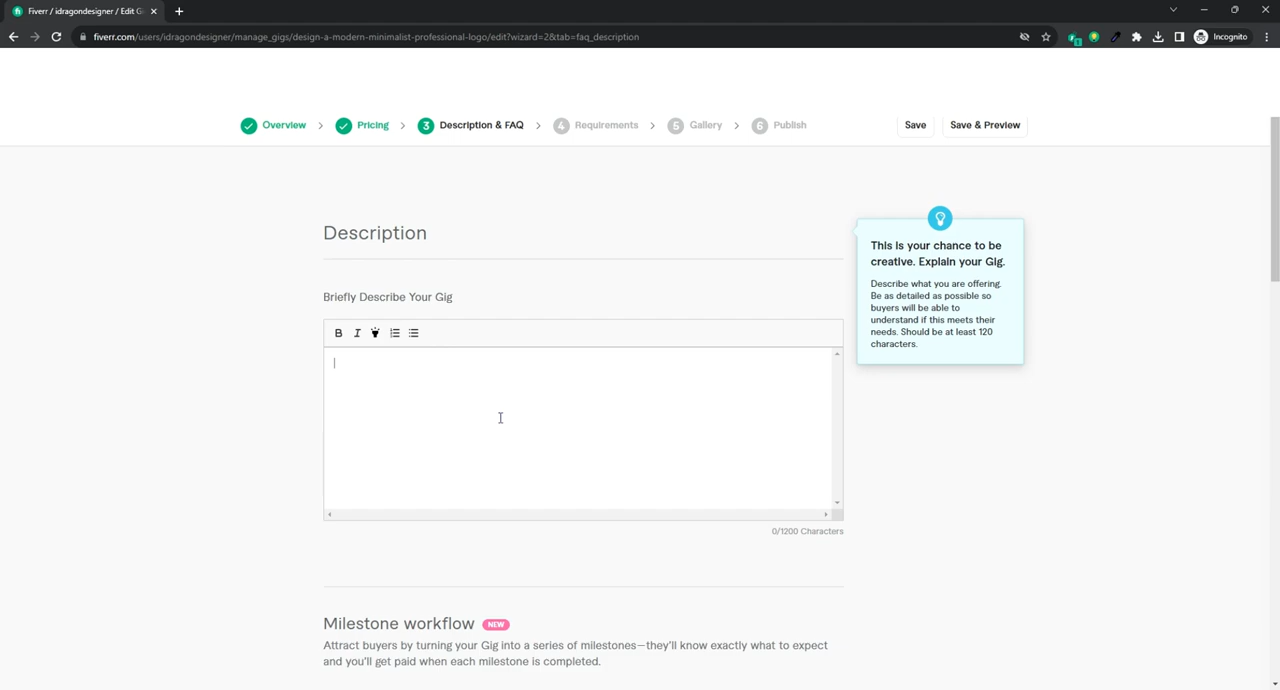 Fiverr / idragondesigner / Edit Gi
fiverr.com/users/idragondesigner/manage_gigs/design-a-modern-minimalist-professional-logo/edit?wizard=2&tab=faq_description
1
Incognito
Overview
Pricing
3 Description & FAQ
4 Requirements
5 Gallery
6 Publish
Save
Save & Preview
Description
Briefly Describe Your Gig
B I
0/1200 Characters
This is your chance to be
creative. Explain your Gig.
Describe what you are offering.
Be as detailed as possible so
buyers will be able to
understand if this meets their
needs. Should be at least 120
characters.
Milestone workflow NEW
Attract buyers by turning your Gig into a series of milestones—they'll know exactly what to expect
and you'll get paid when each milestone is completed.